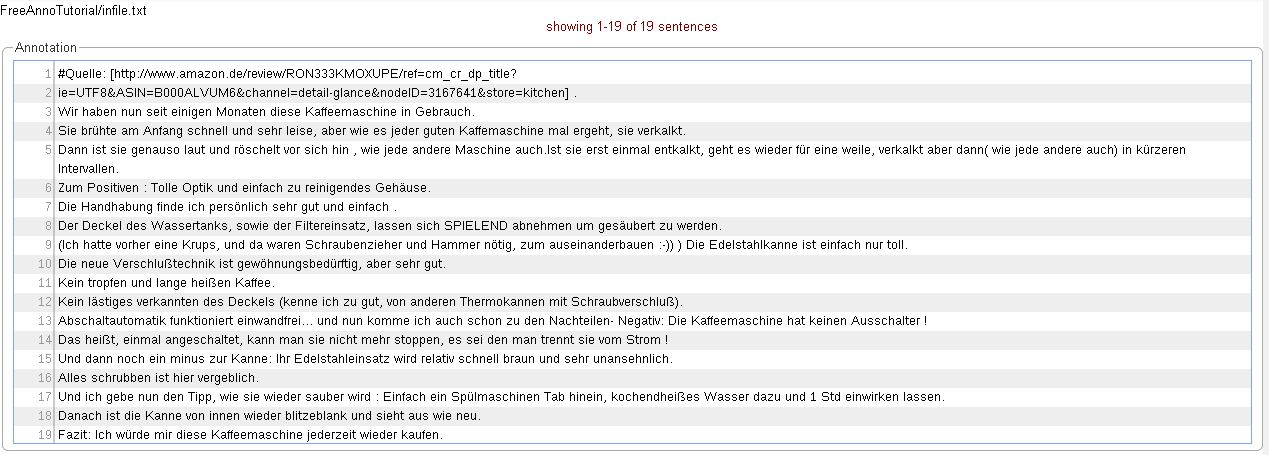 FreeAnnoTutorial/infile.txt
showing 1-19 of 19 sentences
Annotation
1 #Quelle: [http://www.amazon.de/review/RON333KMOXUPE/ref=cm_cr_dp_title?
2 ie=UTF8&ASIN=B000ALVUM6&channel=detail-glance&nodeID=3167641&store=kitchen] .
3 Wir haben nun seit einigen Monaten diese Kaffeemaschine in Gebrauch.
4 Sie brühte am Anfang schnell und sehr leise, aber wie es jeder guten Kaffemaschine mal ergeht, sie verkalkt.
5 Dann ist sie genauso laut und röschelt vor sich hin , wie jede andere Maschine auch.Ist sie erst einmal entkalkt, geht es wieder für eine weile, verkalkt aber dann( wie jede andere auch) in kürzeren
Intervallen.
6 Zum Positiven : Tolle Optik und einfach zu reinigendes Gehäuse.
7 Die Handhabung finde ich persönlich sehr gut und einfach .
8 Der Deckel des Wassertanks, sowie der Filtereinsatz, lassen sich SPIELEND abnehmen um gesäubert zu werden.
9 (Ich hatte vorher eine Krups, und da waren Schraubenzieher und Hammer nötig, zum auseinanderbauen :-)) ) Die Edelstahlkanne ist einfach nur toll.
10 Die neue Verschlußtechnik ist gewöhnungsbedürftig, aber sehr gut.
11 Kein tropfen und lange heißen Kaffee.
12 Kein lästiges verkannten des Deckels (kenne ich zu gut, von anderen Thermokannen mit Schraubverschluß).
13 Abschaltautomatik funktioniert einwandfrei... und nun komme ich auch schon zu den Nachteilen- Negativ: Die Kaffeemaschine hat keinen Ausschalter !
14 Das heißt, einmal angeschaltet, kann man sie nicht mehr stoppen, es sei den man trennt sie vom Strom !
15 Und dann noch ein minus zur Kanne: Ihr Edelstahleinsatz wird relativ schnell braun und sehr unansehnlich.
16 Alles schrubben ist hier vergeblich.
17 Und ich gebe nun den Tipp, wie sie wieder sauber wird : Einfach ein Spülmaschinen Tab hinein, kochendheißes Wasser dazu und 1 Std einwirken lassen.
18 Danach ist die Kanne von innen wieder blitzeblank und sieht aus wie neu.
19 Fazit: Ich würde mir diese Kaffeemaschine jederzeit wieder kaufen.